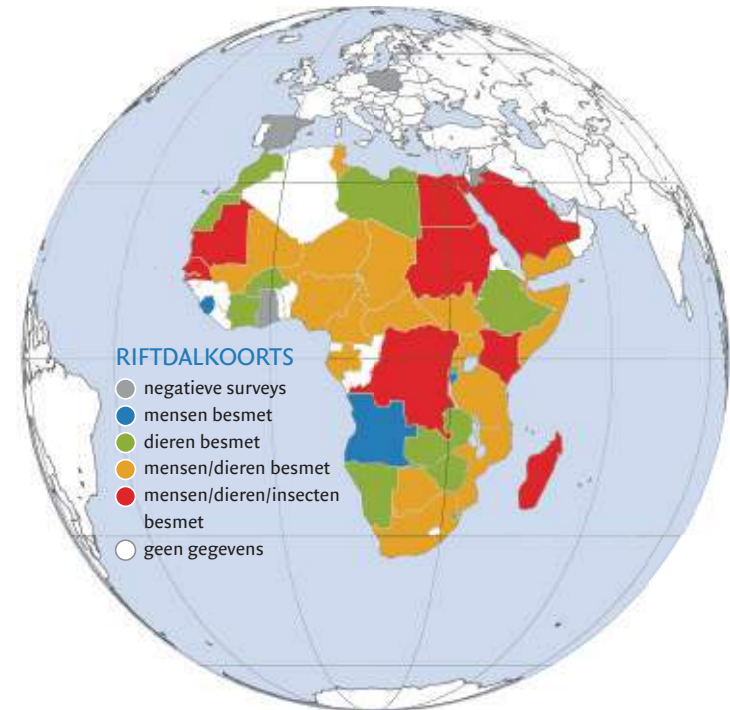 RIFTDALKOORTS
negatieve surveys
mensen besmet
dieren besmet
mensen/dieren besmet
mensen/dieren/insecten
besmet
geen gegevens